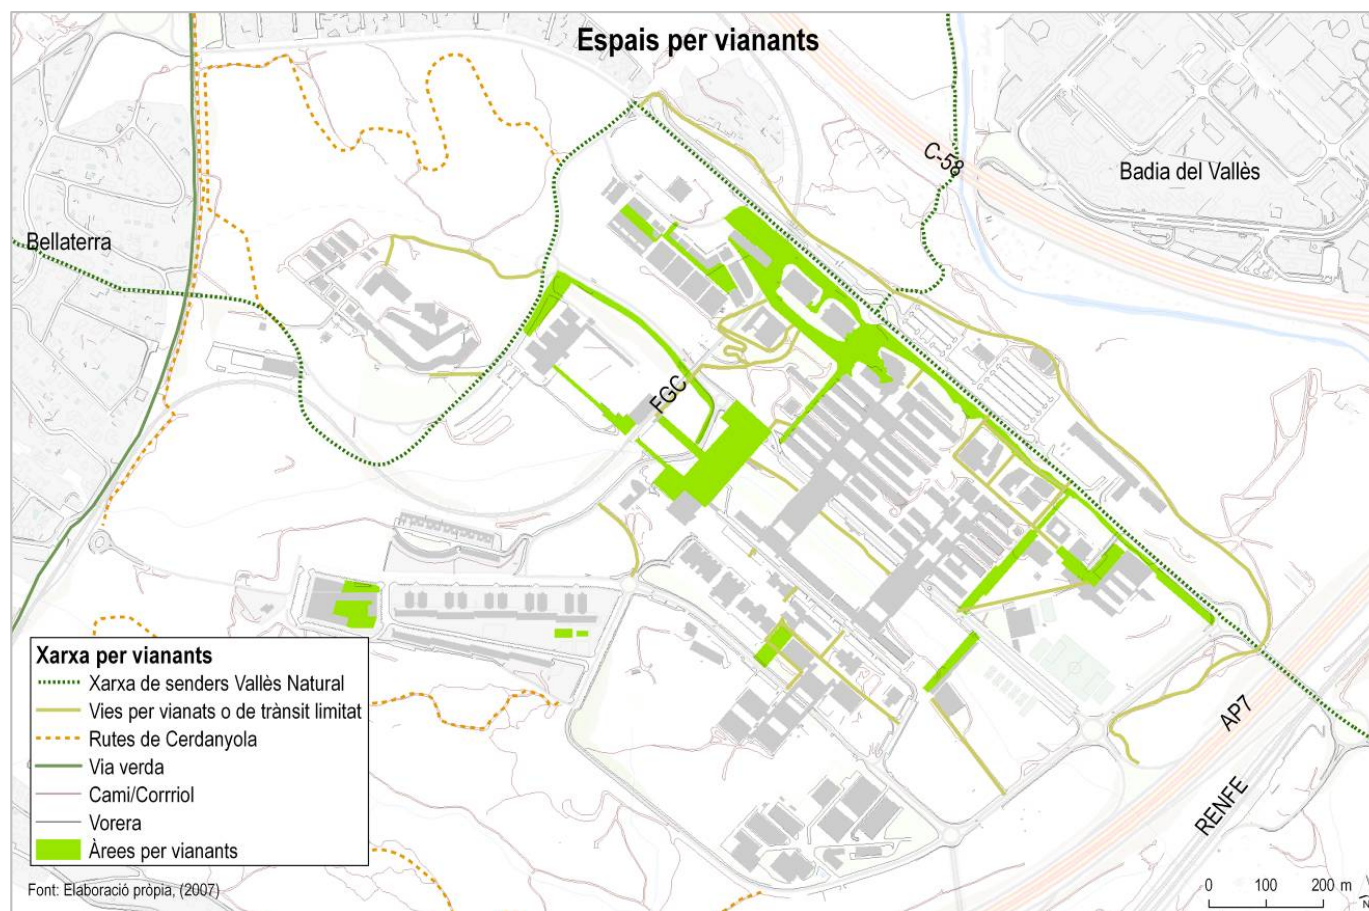 Espais per vianants
C-58
Badia del Vallès
Bellaterra
FGC
AP7
RENFE
Xarxa per vianants
Xarxa de senders Vallès Natural
Vies per vianats o de trànsit limitat
Rutes de Cerdanyola
Via verda
Cami/Corrriol
Vorera
Àrees per vianants
Font: Elaboració pròpia, (2007)
0 100 200 m